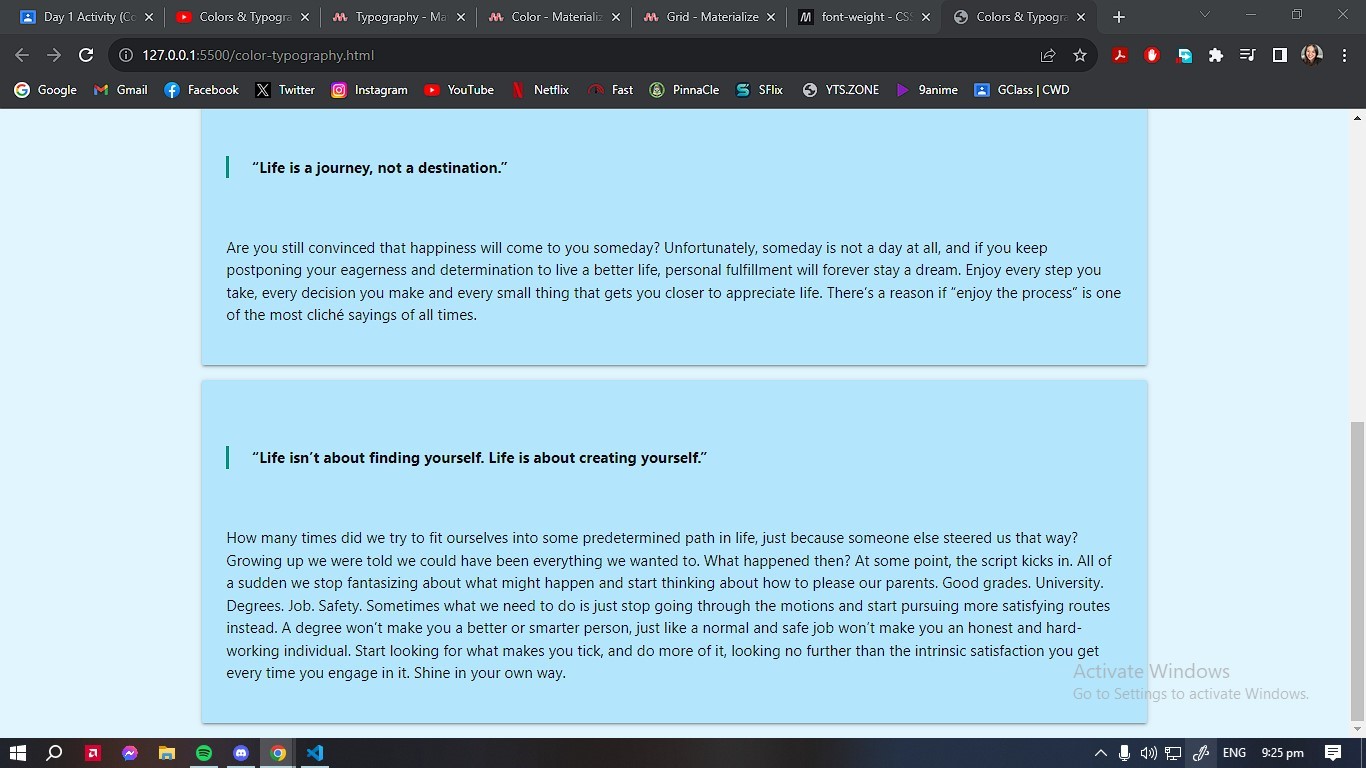 Day 1 Activity (Co
Colors & Typogra
Typography - Ma
Color - Materializ
Grid - Materialize
font-weight - CSS
Colors & Typogra
127.0.0.1:5500/color-typography.html
Google
Gmail
Facebook
Twitter
Instagram
YouTube
Netflix
Fast
PinnaCle
SFlix
YTS.ZONE
9anime
GClass | CWD
“Life is a journey, not a destination.”
Are you still convinced that happiness will come to you someday? Unfortunately, someday is not a day at all, and if you keep
postponing your eagerness and determination to live a better life, personal fulfillment will forever stay a dream. Enjoy every step you
take, every decision you make and every small thing that gets you closer to appreciate life. There’s a reason if “enjoy the process” is one
of the most cliché sayings of all times.
“Life isn’t about finding yourself. Life is about creating yourself.”
How many times did we try to fit ourselves into some predetermined path in life, just because someone else steered us that way?
Growing up we were told we could have been everything we wanted to. What happened then? At some point, the script kicks in. All of
a sudden we stop fantasizing about what might happen and start thinking about how to please our parents. Good grades. University.
Degrees. Job. Safety. Sometimes what we need to do is just stop going through the motions and start pursuing more satisfying routes
instead. A degree won’t make you a better or smarter person, just like a normal and safe job won’t make you an honest and hard-
working individual. Start looking for what makes you tick, and do more of it, looking no further than the intrinsic satisfaction you get
every time you engage in it. Shine in your own way.
Activate Windows
Go to Settings to activate Windows.
ENG
9:25 pm